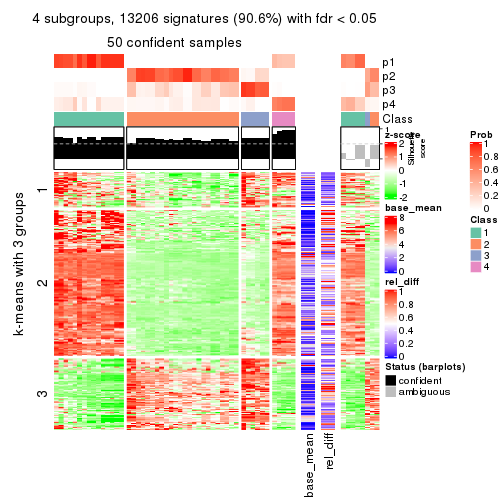 4 subgroups, 13206 signatures (90.6%) with fdr < 0.05
50 confident samples
p1
p2
p3
p4
Class
1
Silhouette
score
k-means with 3 groups
1
2
3
base_mean
rel_diff
z-score
2
1
0
-1
-2
base_mean
8
6
4
2
0
rel_diff
1
0.8
0.6
0.4
0.2
0
Status (barplots)
confident
ambiguous
Prob
1
0.8
0.6
0.4
0.2
0
Class
1
2
3
4